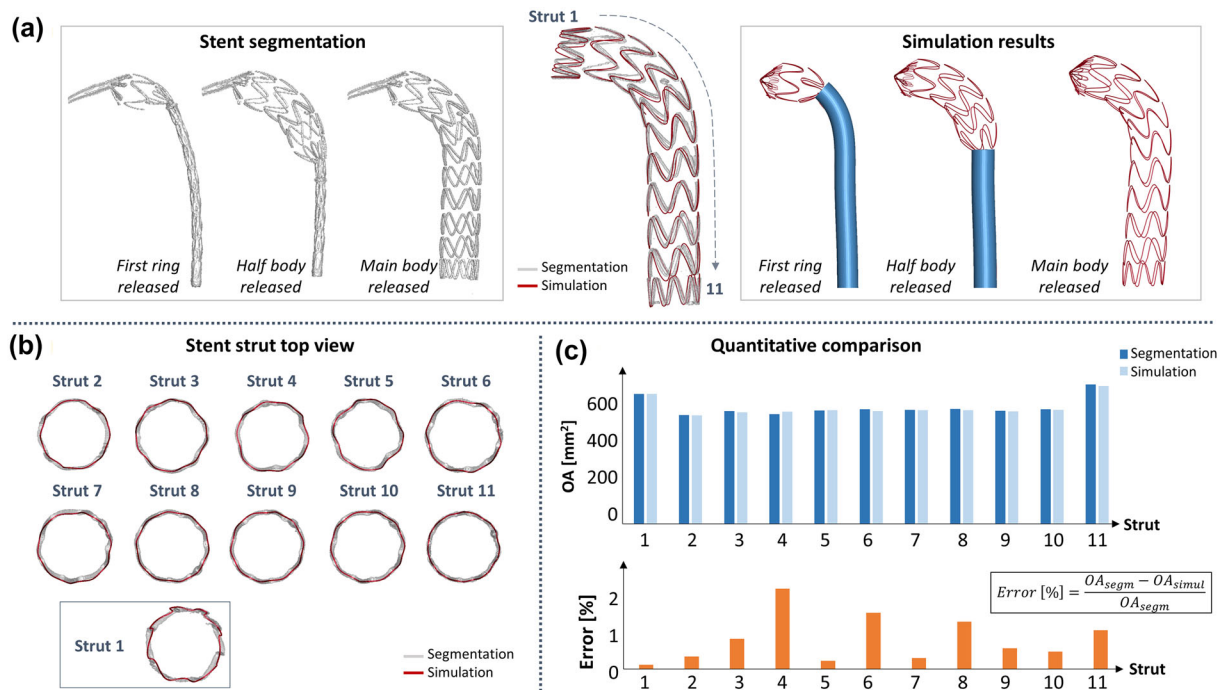 (a)
Stent segmentation
First ring
released
Half body
released
Main body
released
Strut 1
11
Segmentation
Simulation
Simulation results
First ring
released
Half body
released
Main body
released
(b)
Stent strut top view
Strut 2 Strut 3 Strut 4 Strut 5 Strut 6
Strut 7 Strut 8 Strut 9 Strut 10 Strut 11
Strut 1
Segmentation
Simulation
(c)
Quantitative comparison
Segmentation
Simulation
OA [mm²]
600
400
200
0
1 2 3 4 5 6 7 8 9 10 11
Strut
Error [%]
2
1
0
1 2 3 4 5 6 7 8 9 10 11
Strut
Error [%] = (OA_segm − OA_simul) / OA_segm